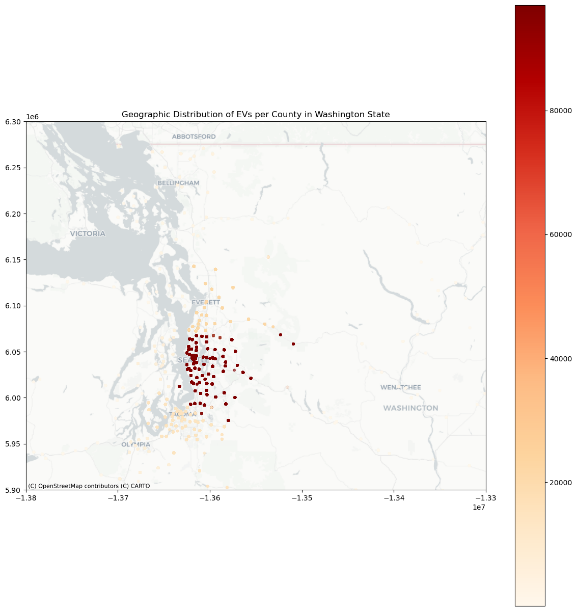 Geographic Distribution of EVs per County in Washington State
1e6
6.30
6.25
6.20
6.15
6.10
6.05
6.00
5.95
5.90
ABBOTSFORD
BELLINGHAM
VICTORIA
EVERETT
WASHINGTON
(C) OpenStreetMap contributors (C) CARTO
−1.38
−1.37
−1.36
−1.35
−1.34
−1.33
1e7
80000
60000
40000
20000